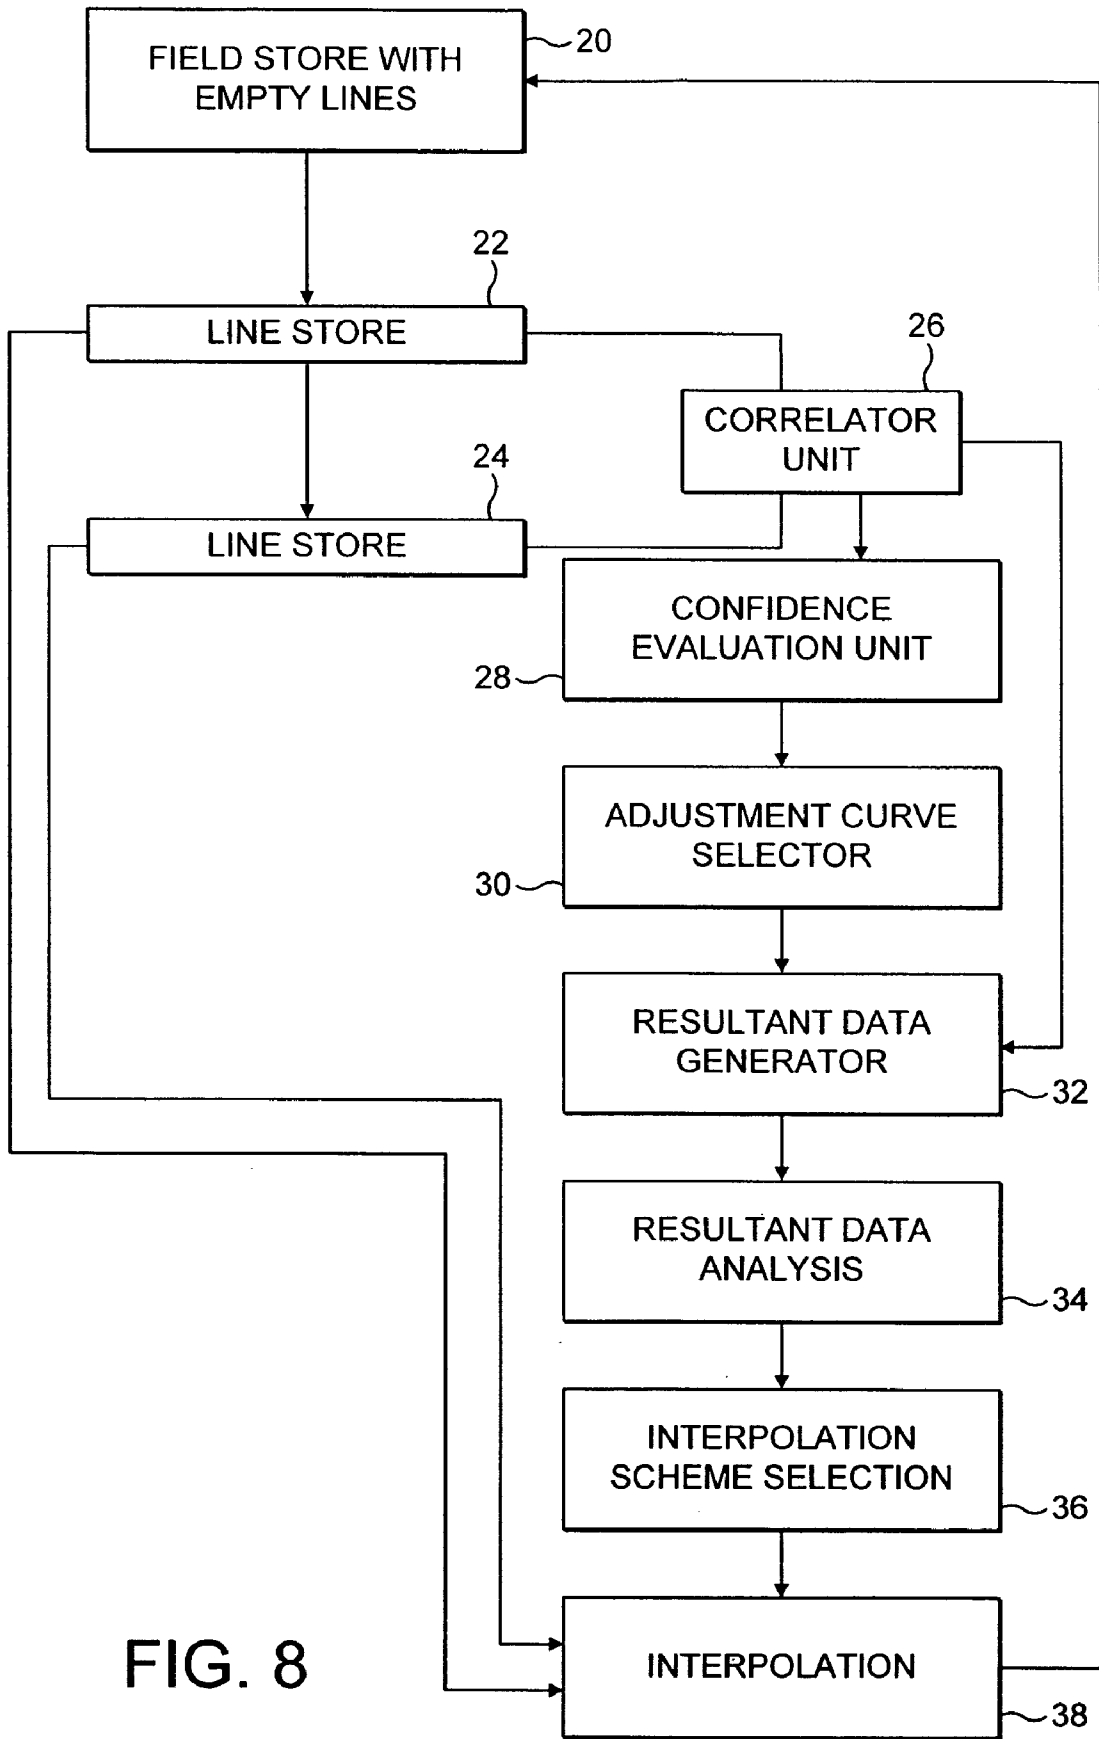 FIELD STORE WITH
EMPTY LINES
20
22
LINE STORE
26
CORRELATOR
UNIT
24
LINE STORE
CONFIDENCE
EVALUATION UNIT
28
ADJUSTMENT CURVE
SELECTOR
30
RESULTANT DATA
GENERATOR
32
RESULTANT DATA
ANALYSIS
34
INTERPOLATION
SCHEME SELECTION
36
INTERPOLATION
38
FIG. 8